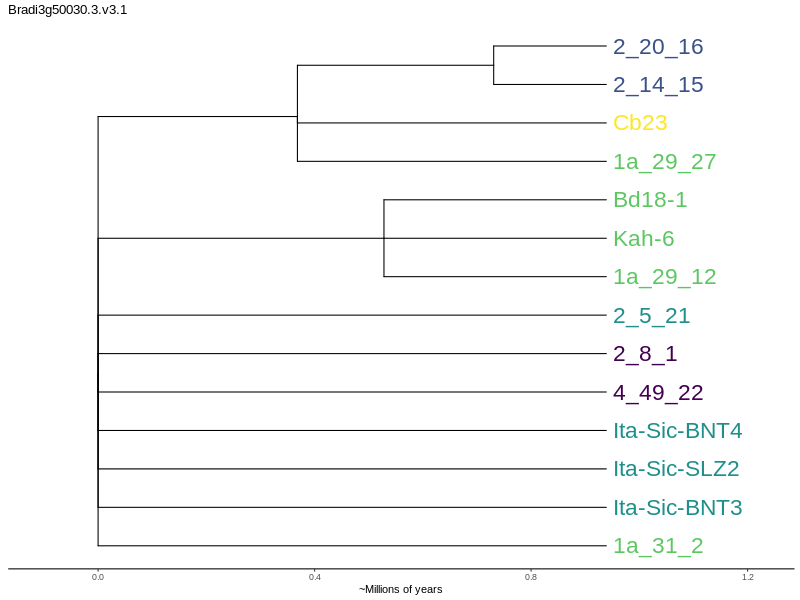 Bradi3g50030.3.v3.1
2_20_16
2_14_15
Cb23
1a_29_27
Bd18-1
Kah-6
1a_29_12
2_5_21
2_8_1
4_49_22
Ita-Sic-BNT4
Ita-Sic-SLZ2
Ita-Sic-BNT3
1a_31_2
0.0 0.4 0.8 1.2
~Millions of years